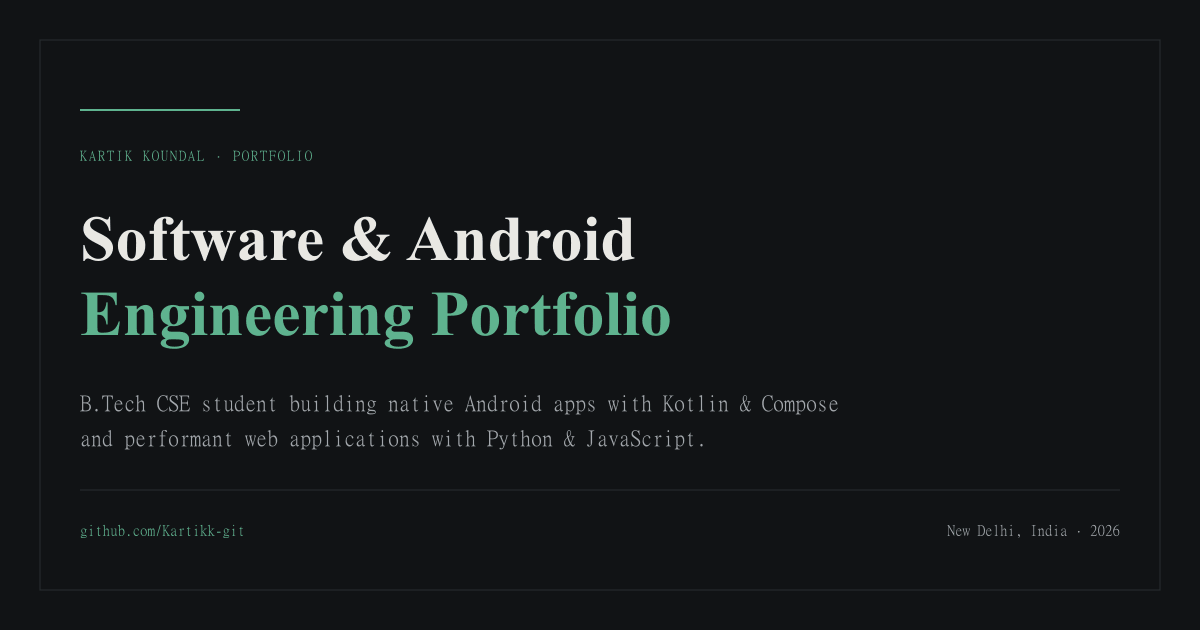 KARTIK KOUNDAL · PORTFOLIO
Software & Android
Engineering Portfolio
B.Tech CSE student building native Android apps with Kotlin & Compose
and performant web applications with Python & JavaScript.
github.com/Kartikk-git
New Delhi, India · 2026